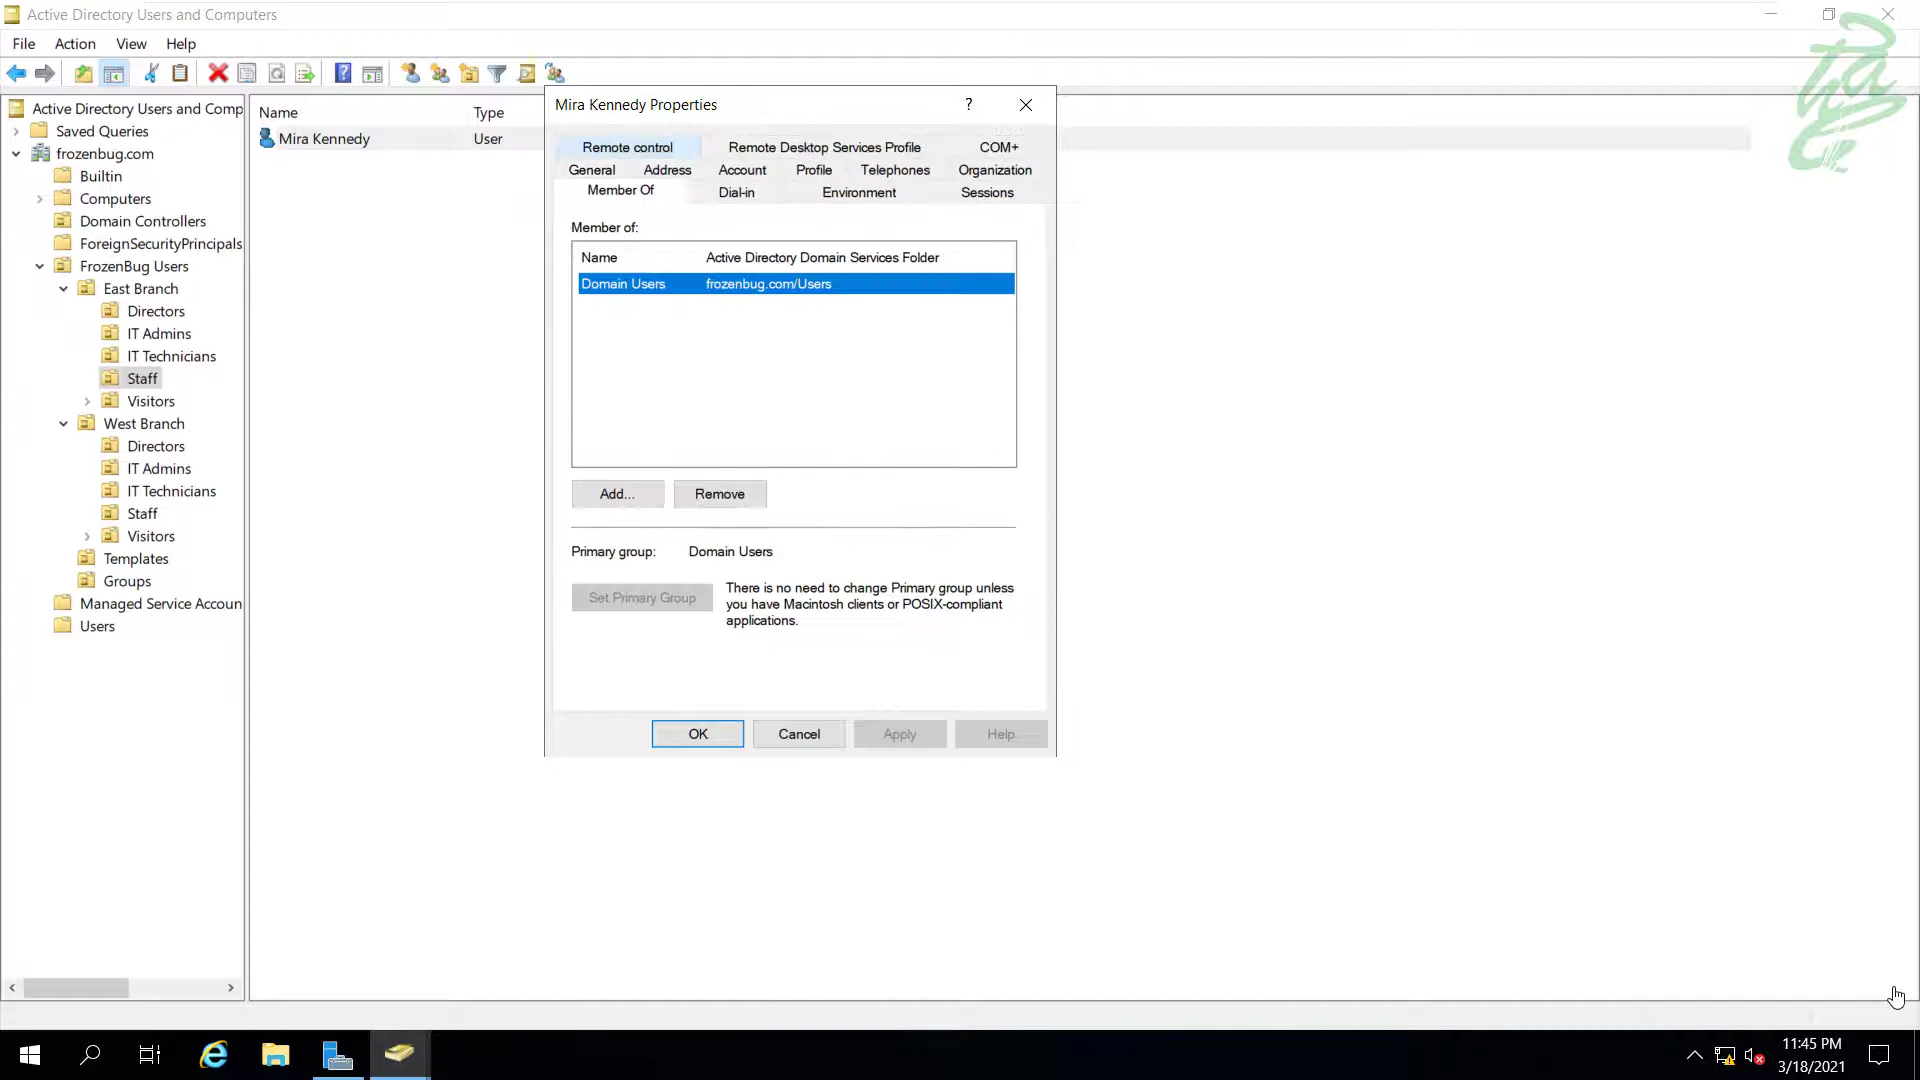 Active Directory Users and Computers
File Action View Help
Active Directory Users and Comp
Saved Queries
frozenbug.com
Builtin
Computers
Domain Controllers
ForeignSecurityPrincipals
FrozenBug Users
East Branch
Directors
IT Admins
IT Technicians
Staff
Visitors
West Branch
Directors
IT Admins
IT Technicians
Staff
Visitors
Templates
Groups
Managed Service Accoun
Users
Name Type
Mira Kennedy User
Mira Kennedy Properties
Remote control Remote Desktop Services Profile COM+
General Address Account Profile Telephones Organization
Member Of Dial-in Environment Sessions
Member of:
Name Active Directory Domain Services Folder
Domain Users frozenbug.com/Users
Add... Remove
Primary group: Domain Users
Set Primary Group
There is no need to change Primary group unless
you have Macintosh clients or POSIX-compliant
applications.
OK Cancel Apply Help
11:45 PM
3/18/2021